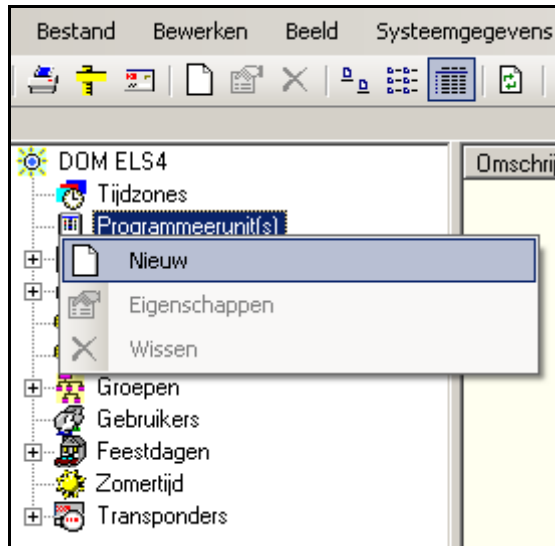 Bestand Bewerken Beeld Systeemgegevens
Omschrij
DOM ELS4
Tijdzones
Programmeerunit(s)
Nieuw
Eigenschappen
Wissen
Groepen
Gebruikers
Feestdagen
Zomertijd
Transponders